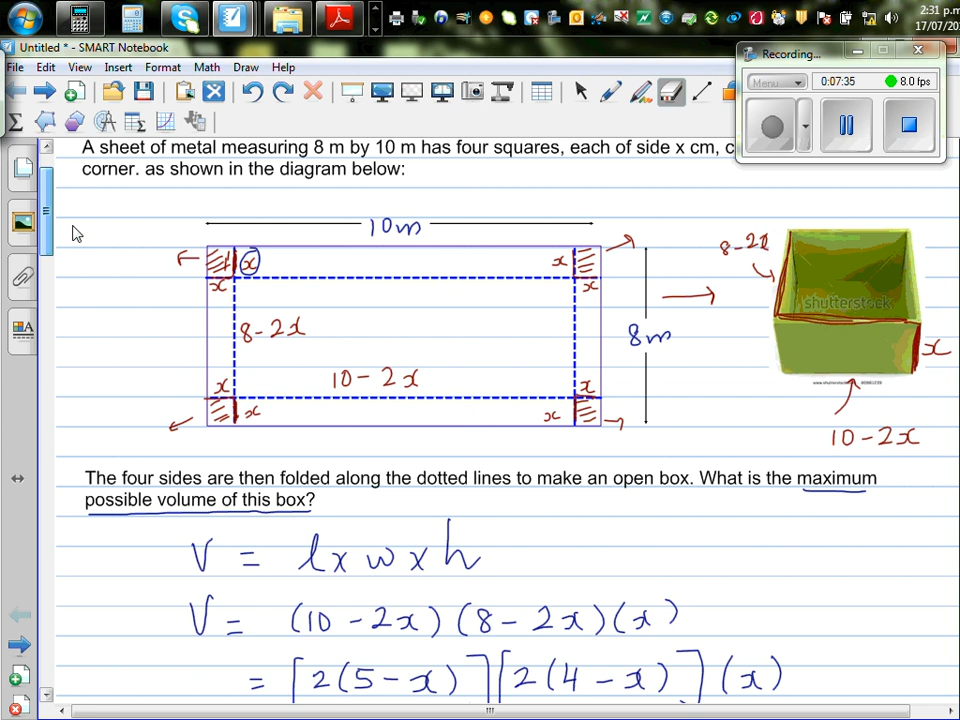 2:31 p.m
17/07/201
Untitled * - SMART Notebook
Recording...
File Edit View Insert Format Math Draw Help
Menu 0:07:35 8.0 fps
A sheet of metal measuring 8 m by 10 m has four squares, each of side x cm, c
corner. as shown in the diagram below:
10m
8-2x
x x
x x
shutterstock
8-2x
8m
x
10-2x
x x
x x
10-2x
The four sides are then folded along the dotted lines to make an open box. What is the maximum
possible volume of this box?
V = l x w x h
V = (10-2x)(8-2x)(x)
= [2(5-x)][2(4-x)](x)